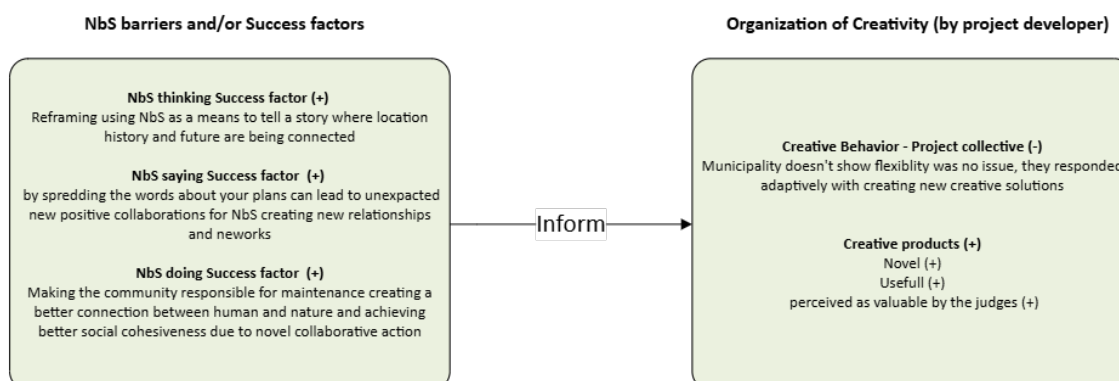 NbS barriers and/or Success factors
NbS thinking Success factor (+)
Reframing using NbS as a means to tell a story where location
history and future are being connected
NbS saying Success factor (+)
by spredding the words about your plans can lead to unexpacted
new positive collaborations for NbS creating new relationships
and neworks
NbS doing Success factor (+)
Making the community responsible for maintenance creating a
better connection between human and nature and achieving
better social cohesiveness due to novel collaborative action
Inform
Organization of Creativity (by project developer)
Creative Behavior - Project collective (-)
Municipality doesn't show flexiblity was no issue, they responded
adaptively with creating new creative solutions
Creative products (+)
Novel (+)
Usefull (+)
perceived as valuable by the judges (+)